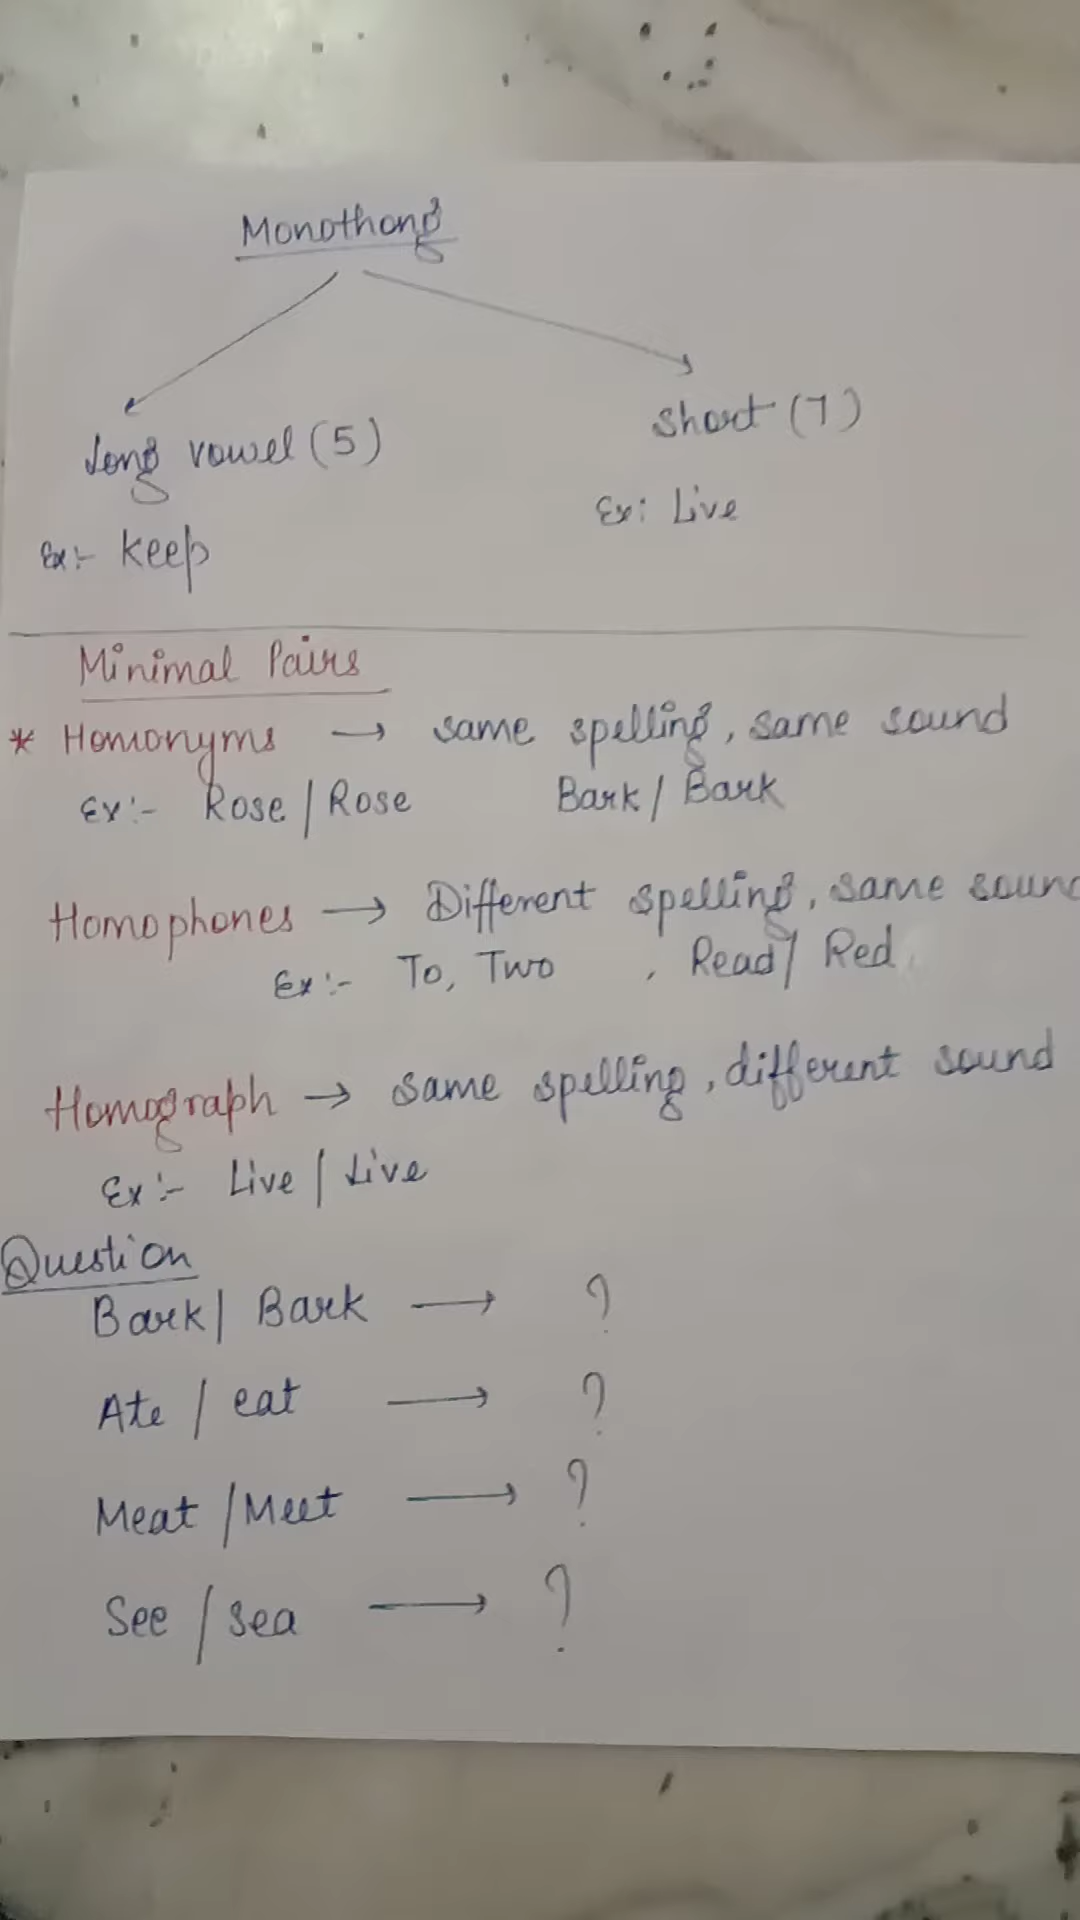 Monothong
Long vowel (5)
Short (7)
Ex:- Keep
Ex: Live
Minimal Pairs
* Homonyms → same spelling, same sound
Ex:- Rose / Rose Bark / Bark
Homophones → Different spelling, same sound
Ex:- To, Two , Read / Red
Homograph → same spelling, different sound
Ex:- Live / Live
Question
Bark / Bark → ?
Ate / eat → ?
Meat / Meet → ?
See / sea → ?